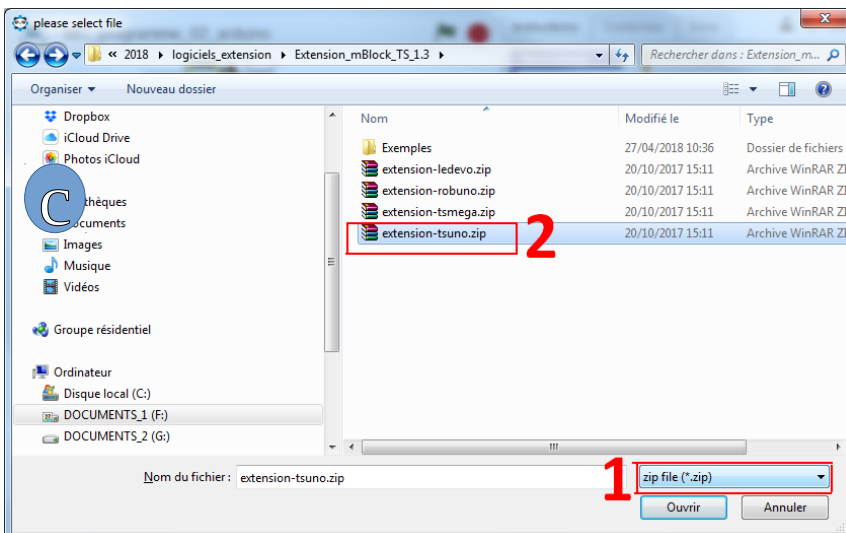 please select file
« 2018 ▸ logiciels_extension ▸ Extension_mBlock_TS_1.3 ▸
Rechercher dans : Extension_m...
Organiser ▾ Nouveau dossier
Dropbox
iCloud Drive
Photos iCloud
C
thèques
ocuments
Images
Musique
Vidéos
Groupe résidentiel
Ordinateur
Disque local (C:)
DOCUMENTS_1 (F:)
DOCUMENTS_2 (G:)
Nom Modifié le Type
Exemples 27/04/2018 10:36 Dossier de fichiers
extension-ledevo.zip 20/10/2017 15:11 Archive WinRAR ZI
extension-robuno.zip 20/10/2017 15:11 Archive WinRAR ZI
extension-tsmega.zip 20/10/2017 15:11 Archive WinRAR ZI
extension-tsuno.zip 20/10/2017 15:11 Archive WinRAR ZI
2
Nom du fichier : extension-tsuno.zip
1
zip file (*.zip)
Ouvrir Annuler